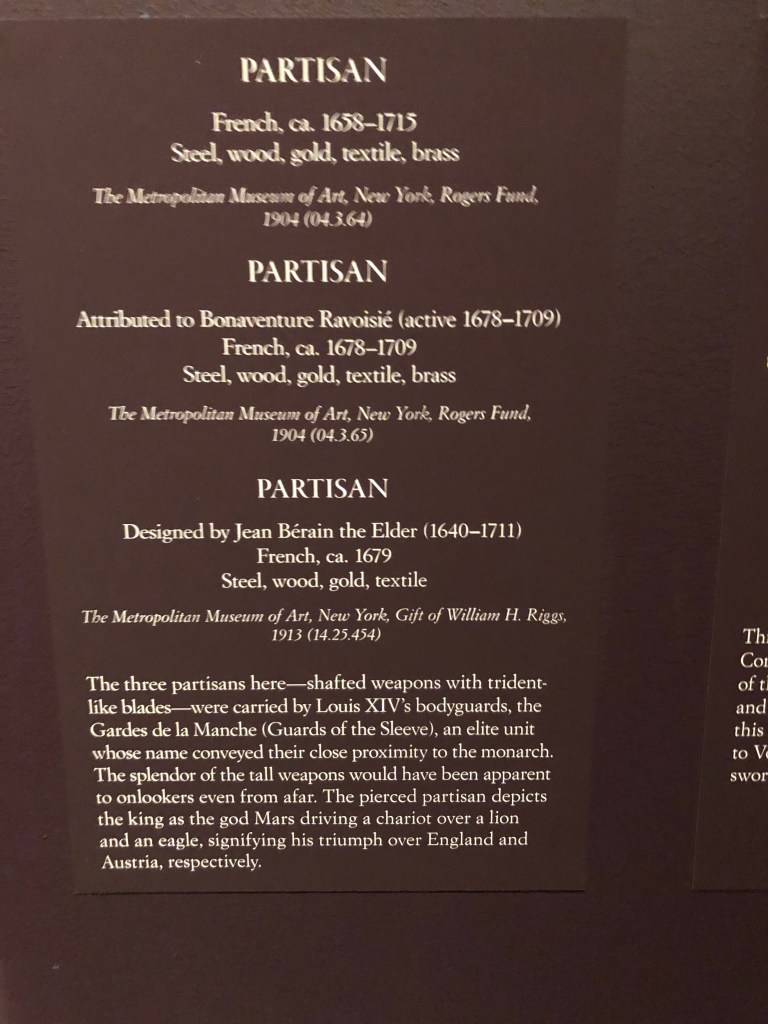 PARTISAN
French, ca. 1658–1715
Steel, wood, gold, textile, brass
The Metropolitan Museum of Art, New York, Rogers Fund,
1904 (04.3.64)
PARTISAN
Attributed to Bonaventure Ravoisié (active 1678–1709)
French, ca. 1678–1709
Steel, wood, gold, textile, brass
The Metropolitan Museum of Art, New York, Rogers Fund,
1904 (04.3.65)
PARTISAN
Designed by Jean Bérain the Elder (1640–1711)
French, ca. 1679
Steel, wood, gold, textile
The Metropolitan Museum of Art, New York, Gift of William H. Riggs,
1913 (14.25.454)
The three partisans here—shafted weapons with trident-
like blades—were carried by Louis XIV's bodyguards, the
Gardes de la Manche (Guards of the Sleeve), an elite unit
whose name conveyed their close proximity to the monarch.
The splendor of the tall weapons would have been apparent
to onlookers even from afar. The pierced partisan depicts
the king as the god Mars driving a chariot over a lion
and an eagle, signifying his triumph over England and
Austria, respectively.
of
and
this
to